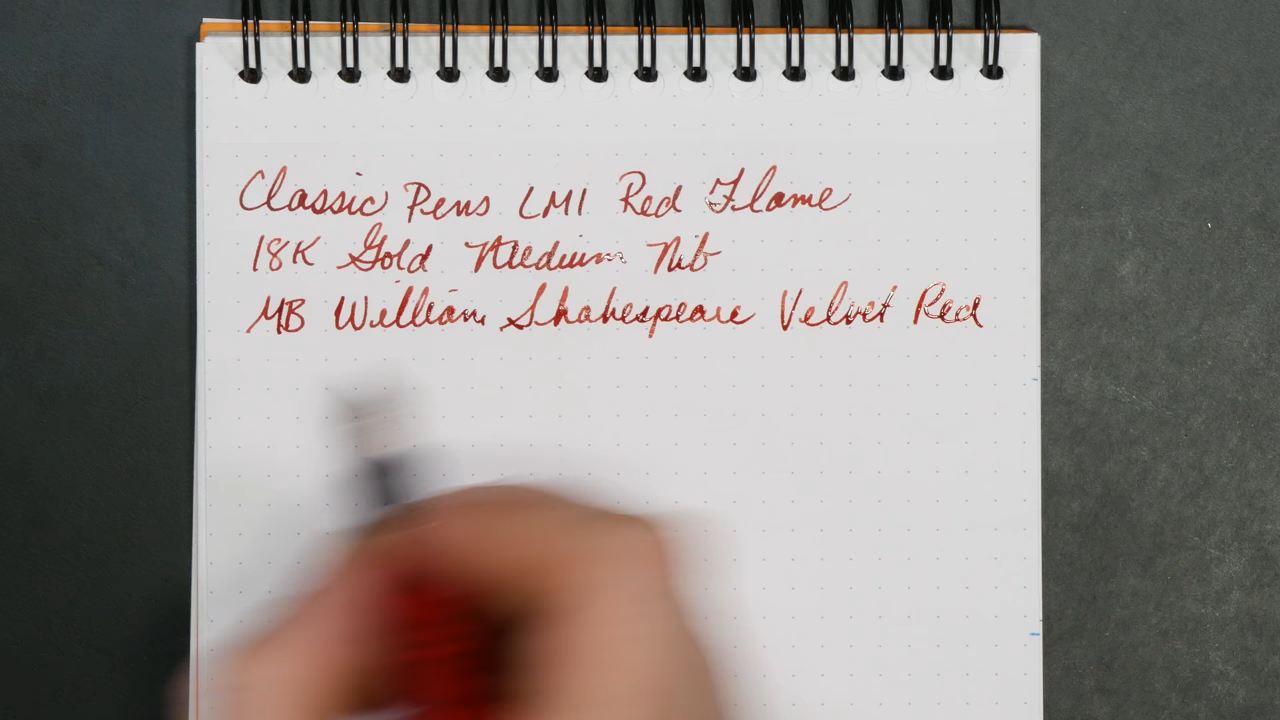 Classic Pens LM1 Red Flame
18K Gold Medium Nib
MB William Shakespeare Velvet Red